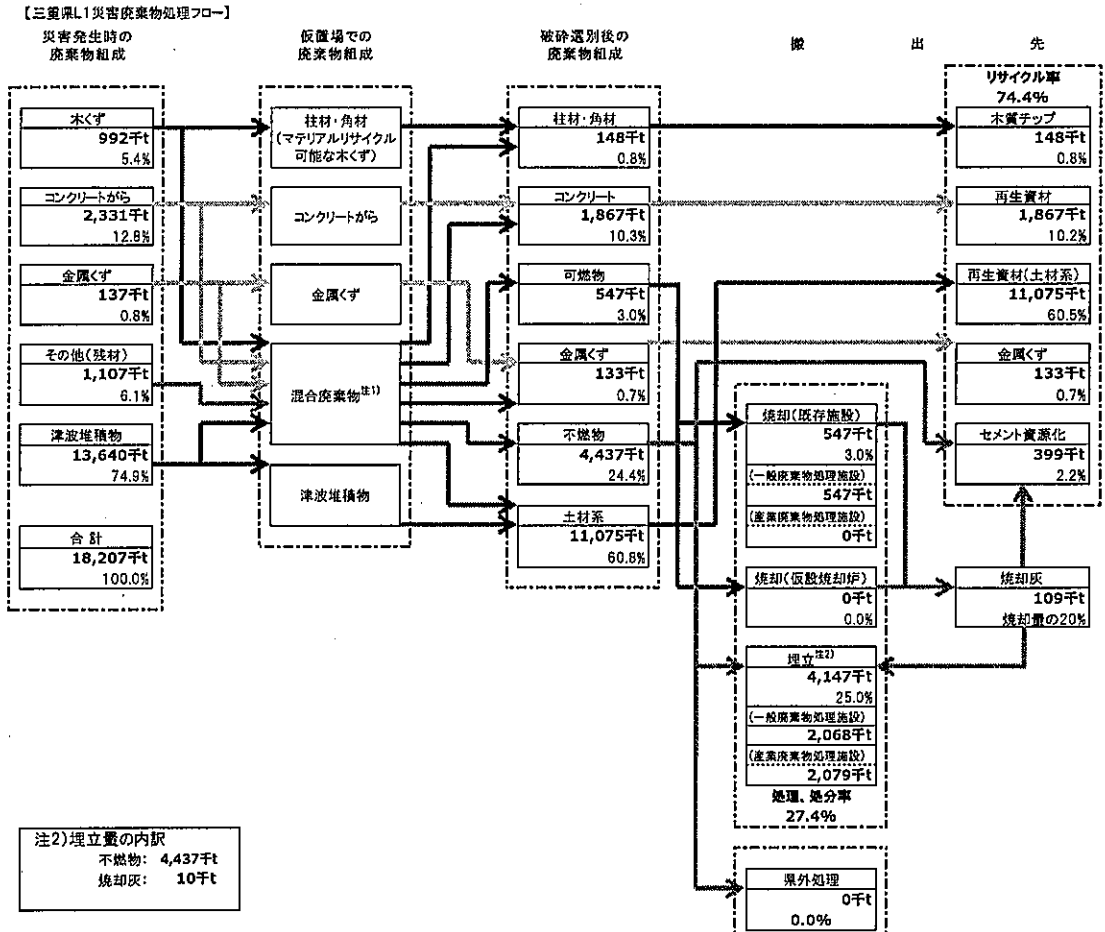 【三重県L1災害廃棄物処理フロー】
災害発生時の
廃棄物組成
仮置場での
廃棄物組成
破砕選別後の
廃棄物組成
搬 出 先
木くず
992千t
5.4%
コンクリートがら
2,331千t
12.8%
金属くず
137千t
0.8%
その他(残材)
1,107千t
6.1%
津波堆積物
13,640千t
74.9%
合計
18,207千t
100.0%
柱材・角材
(マテリアルリサイクル
可能な木くず)
コンクリートがら
金属くず
混合廃棄物注1)
津波堆積物
柱材・角材
148千t
0.8%
コンクリート
1,867千t
10.3%
可燃物
547千t
3.0%
金属くず
133千t
0.7%
不燃物
4,437千t
24.4%
土材系
11,075千t
60.8%
焼却(既存施設)
547千t
3.0%
(一般廃棄物処理施設)
547千t
(産業廃棄物処理施設)
0千t
焼却(仮設焼却炉)
0千t
0.0%
埋立注2)
4,147千t
25.0%
(一般廃棄物処理施設)
2,068千t
(産業廃棄物処理施設)
2,079千t
処理、処分率
27.4%
県外処理
0千t
0.0%
リサイクル率
74.4%
木質チップ
148千t
0.8%
再生資材
1,867千t
10.2%
再生資材(土材系)
11,075千t
60.5%
金属くず
133千t
0.7%
セメント資源化
399千t
2.2%
焼却灰
109千t
焼却量の20%
注2)埋立量の内訳
不燃物: 4,437千t
焼却灰: 10千t